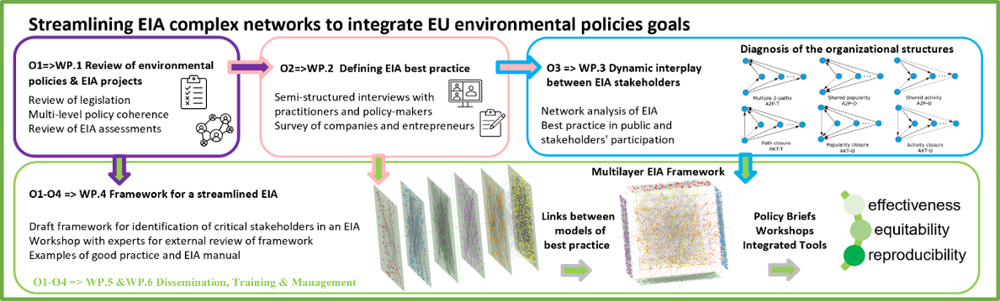 Streamlining EIA complex networks to integrate EU environmental policies goals
O1=>WP.1 Review of environmental
policies & EIA projects
Review of legislation
Multi-level policy coherence
Review of EIA assessments
O2=>WP.2 Defining EIA best practice
Semi-structured interviews with
practitioners and policy-makers
Survey of companies and entrepreneurs
O3 => WP.3 Dynamic interplay
between EIA stakeholders
Network analysis of EIA
Best practice in public and
stakeholders' participation
Diagnosis of the organizational structures
Multiple 2-paths
A2P-T
Shared popularity
A2P-D
Shared activity
A2P-U
Path closure
AKT-T
Popularity closure
AKT-D
Activity closure
AKT-U
O1-O4 => WP.4 Framework for a streamlined EIA
Draft framework for identification of critical stakeholders in an EIA
Workshop with experts for external review of framework
Examples of good practice and EIA manual
O1-O4 => WP.5 &WP.6 Dissemination, Training & Management
Links between
models of
best practice
Multilayer EIA Framework
Policy Briefs
Workshops
Integrated Tools
effectiveness
equitability
reproducibility